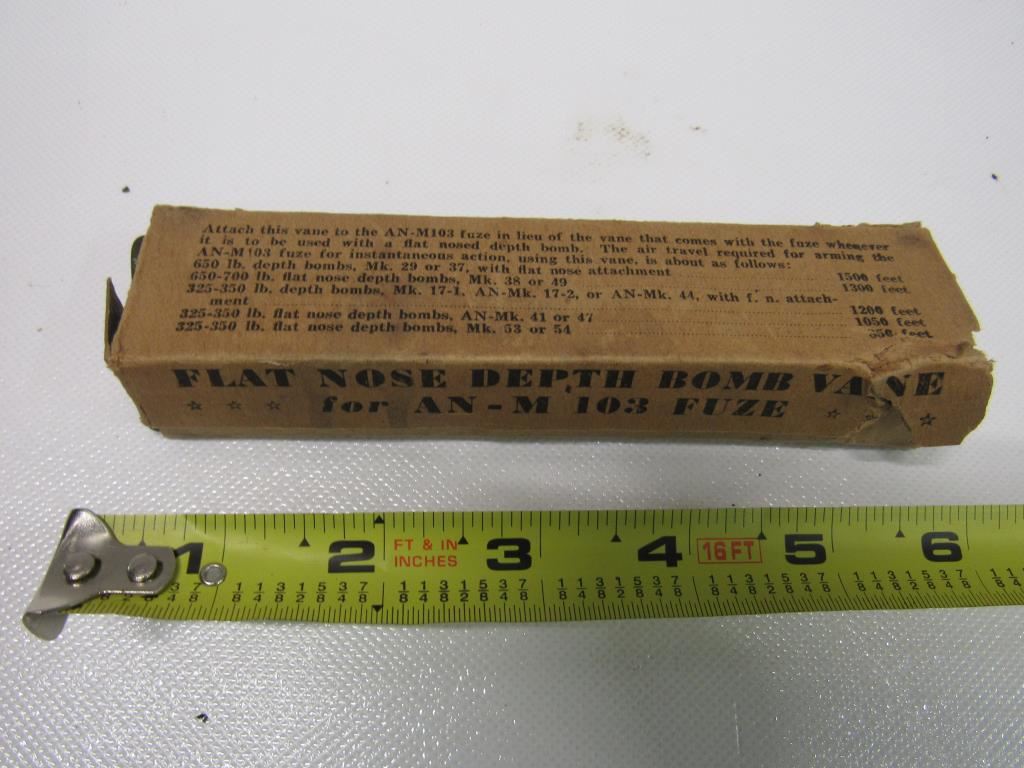 Attach this vane to the AN-M103 fuze in lieu of the vane that comes with the fuze whenever
it is to be used with a flat nosed depth bomb. The air travel required for arming the
AN-M103 fuze for instantaneous action, using this vane, is about as follows:
650 lb. depth bombs, Mk. 29 or 37, with flat nose attachment 1500 feet
650-700 lb. flat nose depth bombs, Mk. 38 or 49 1300 feet
325-350 lb. depth bombs, Mk. 17-1, AN-Mk. 17-2, or AN-Mk. 44, with f. n. attach-
ment 1200 feet
325-350 lb. flat nose depth bombs, AN-Mk. 41 or 47 1050 feet
325-350 lb. flat nose depth bombs, Mk. 53 or 54 feet
FLAT NOSE DEPTH BOMB VANE
for AN-M 103 FUZE
1 2 FT & IN 3 4 16FT 5 6
INCHES